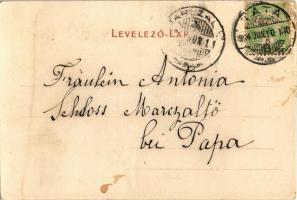 LEVELEZŐ-LAP
Fräulein Antonia
Schloss Marczaltő
bei Papa